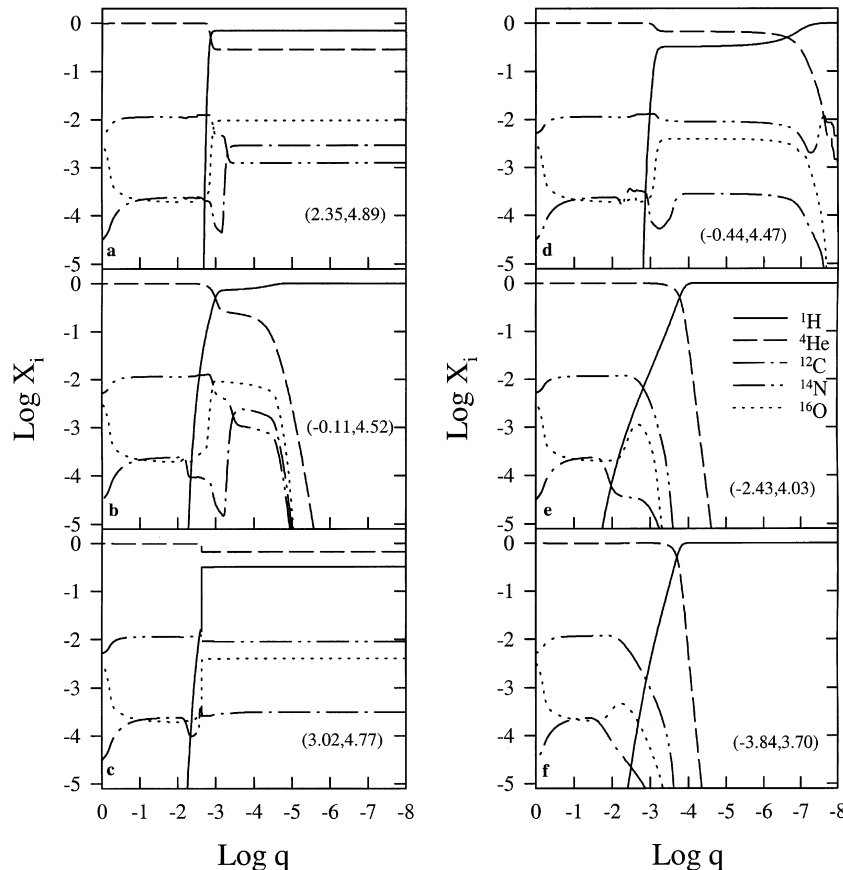 Log X_i
0
-1
-2
-3
-4
-5
(2.35,4.89)
a
0
-1
-2
-3
-4
-5
(-0.11,4.52)
b
0
-1
-2
-3
-4
-5
(3.02,4.77)
c
0 -1 -2 -3 -4 -5 -6 -7 -8
Log q
Log X_i
0
-1
-2
-3
-4
-5
(-0.44,4.47)
d
0
-1
-2
-3
-4
-5
¹H
⁴He
¹²C
¹⁴N
¹⁶O
(-2.43,4.03)
e
0
-1
-2
-3
-4
-5
(-3.84,3.70)
f
0 -1 -2 -3 -4 -5 -6 -7 -8
Log q